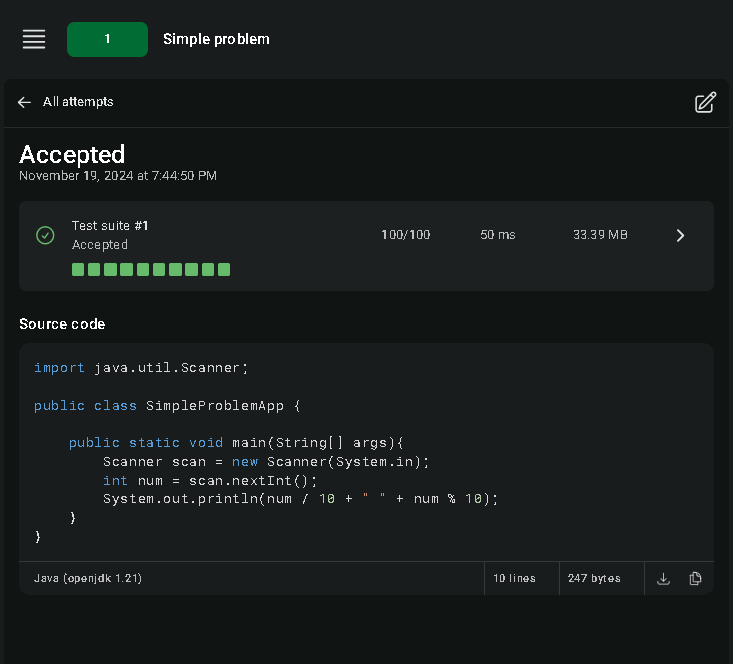 1 Simple problem
All attempts
Accepted
November 19, 2024 at 7:44:50 PM
Test suite #1
Accepted
100/100 50 ms 33.39 MB
Source code
import java.util.Scanner;
public class SimpleProblemApp {
public static void main(String[] args){
Scanner scan = new Scanner(System.in);
int num = scan.nextInt();
System.out.println(num / 10 + " " + num % 10);
}
}
Java (openjdk 1.21) 10 lines 247 bytes